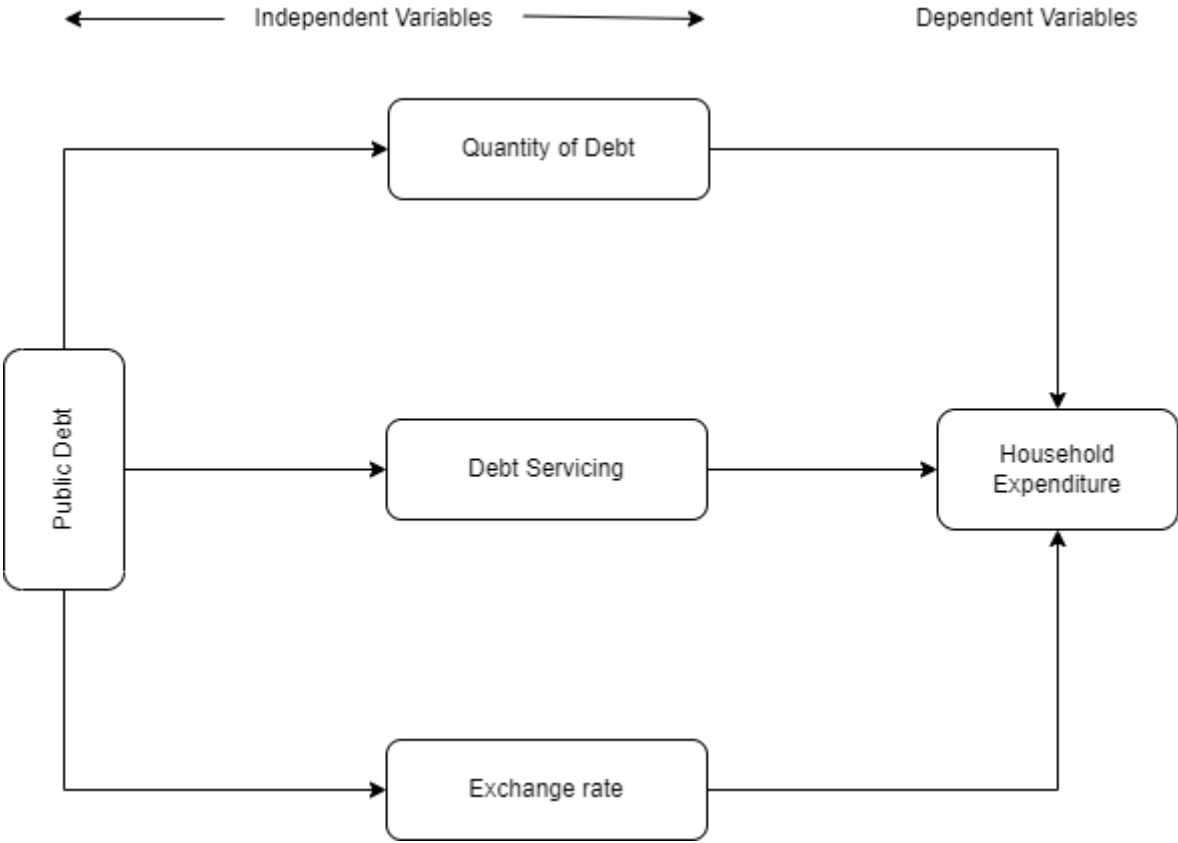 Independent Variables
Dependent Variables
Quantity of Debt
Public Debt
Debt Servicing
Household
Expenditure
Exchange rate